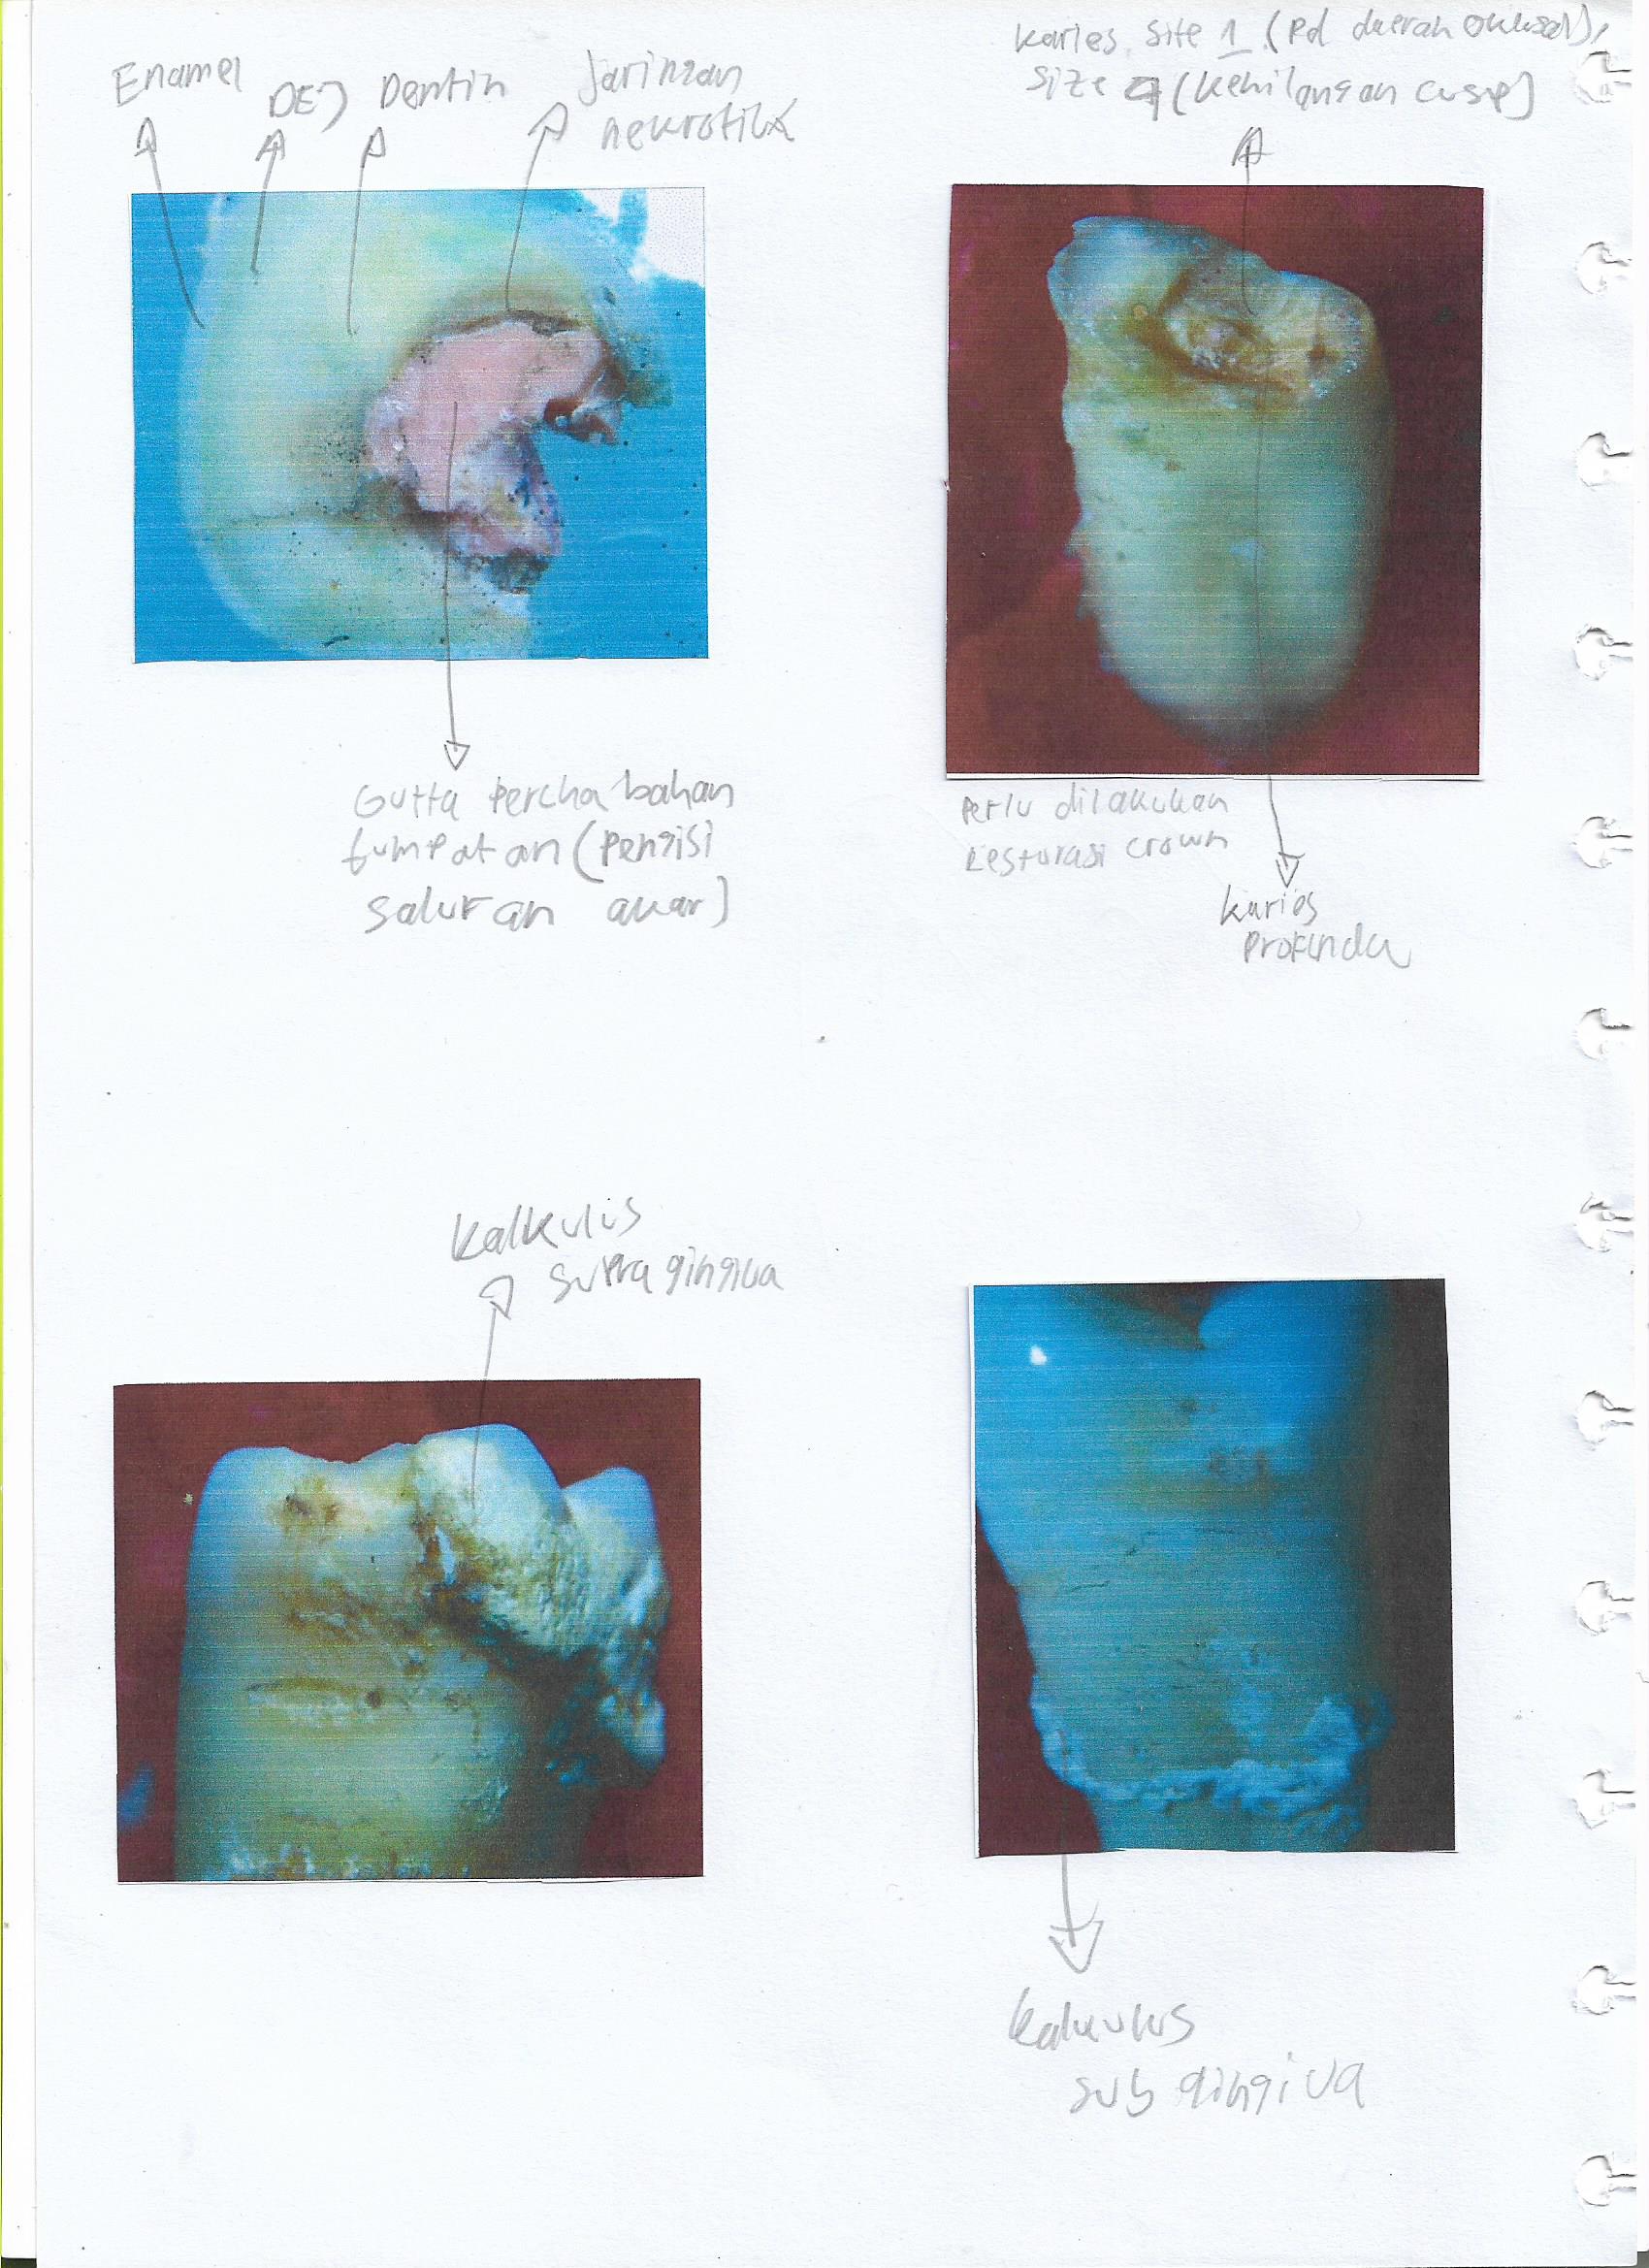 Enamel
DEJ
Dentin
Jaringan
nekrotik
Karies site 1 (Pd daerah oklusal),
size 4 (kehilangan cusp)
Gutta percha bahan
tumpatan (pengisi
saluran akar)
Perlu dilakukan
restorasi crown
Karies
profunda
Kalkulus
supra gingiva
Kalkulus
sub gingiva